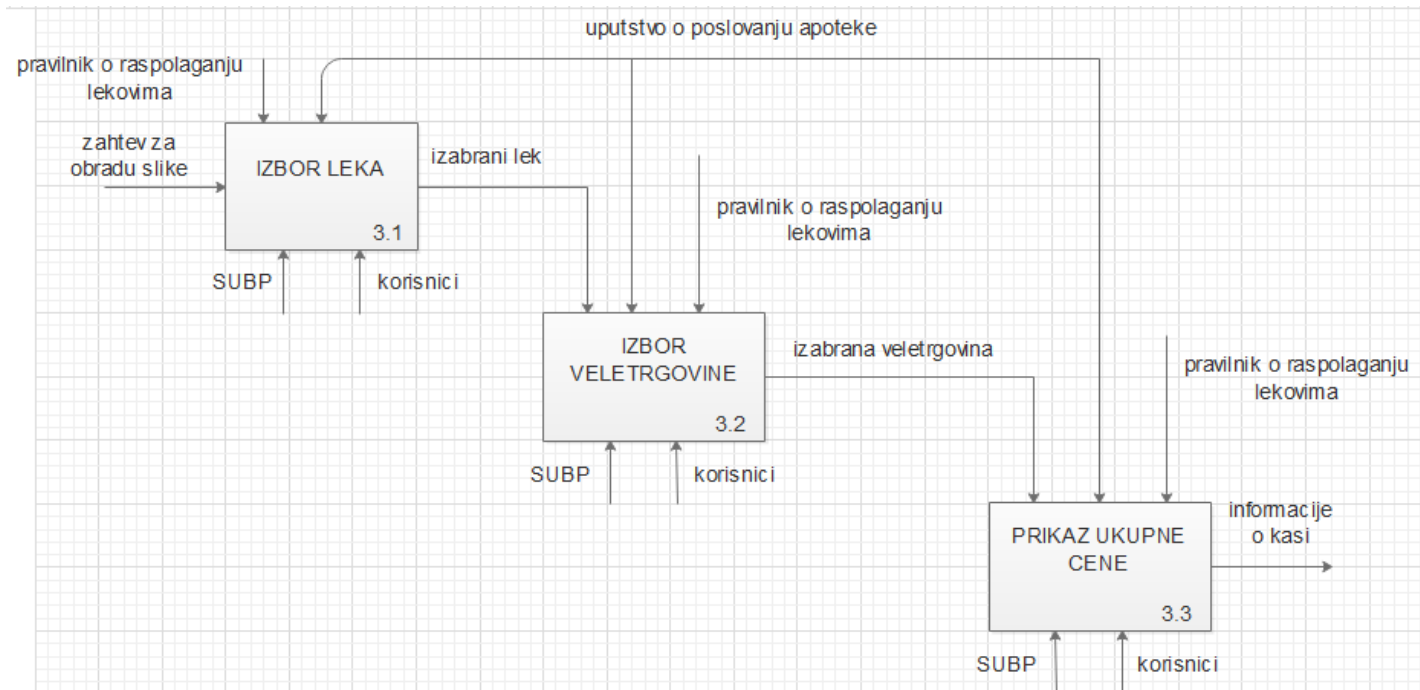 uputstvo o poslovanju apoteke
pravilnik o raspolaganju
lekovima
zahtev za
obradu slike
IZBOR LEKA
3.1
izabrani lek
SUBP
korisnici
pravilnik o raspolaganju
lekovima
IZBOR
VELETRGOVINE
3.2
izabrana veletrgovina
SUBP
korisnici
pravilnik o raspolaganju
lekovima
PRIKAZ UKUPNE
CENE
3.3
informacije
o kasi
SUBP
korisnici